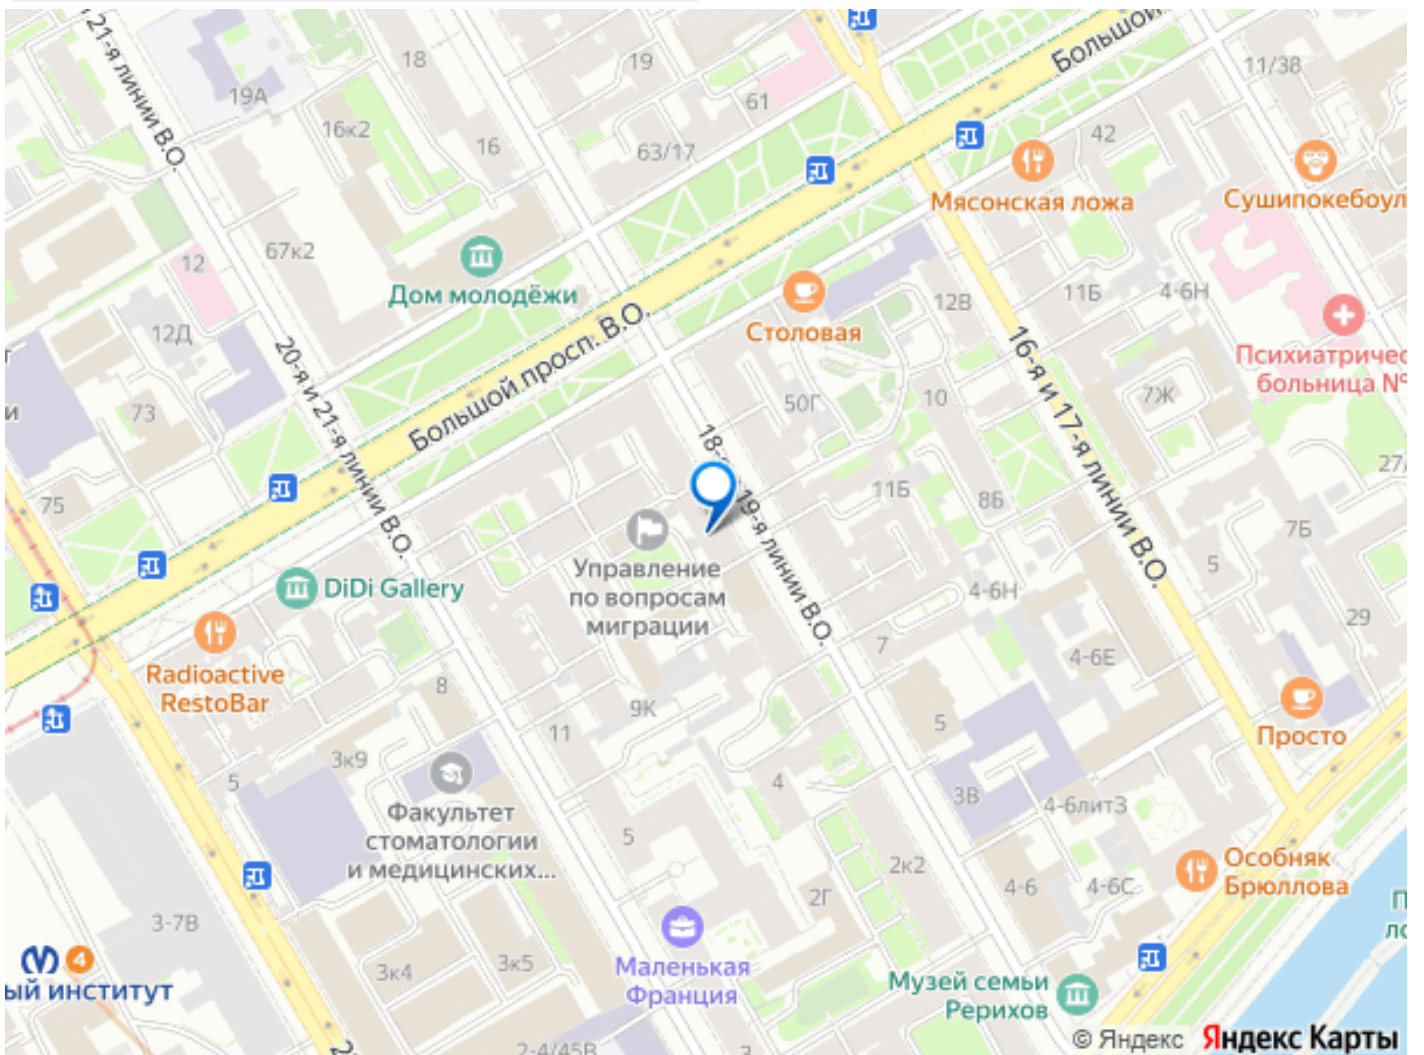 21-я линии В.О.
18
19
19А
16к2
16
61
63/17
Большой
11/38
42
Мясонская ложа
Сушипокебоул
12
67к2
Дом молодёжи
12Д
Столовая
12В
11Б
4-6Н
Психиатричес
больница №
20-я и 21-я линии В.О.
Большой просп. В.О.
16-я и 17-я линии В.О.
73
и
50Г
10
7Ж
27/
75
18-
19-я линии В.О.
11Б
8Б
7Б
5
Управление
по вопросам
миграции
DiDi Gallery
4-6Н
29
Radioactive
RestoBar
7
4-6Е
8
9К
11
5
Просто
3к9
5
4
3В
4-6лит3
Факультет
стоматологии
и медицинских...
5
2к2
Особняк
Брюллова
4-6
4-6С
2Г
3-7В
4
ый институт
3к4
3к5
Маленькая
Франция
Музей семьи
Рерихов
П
ло
2-4/45В
3
© Яндекс Яндекс Карты